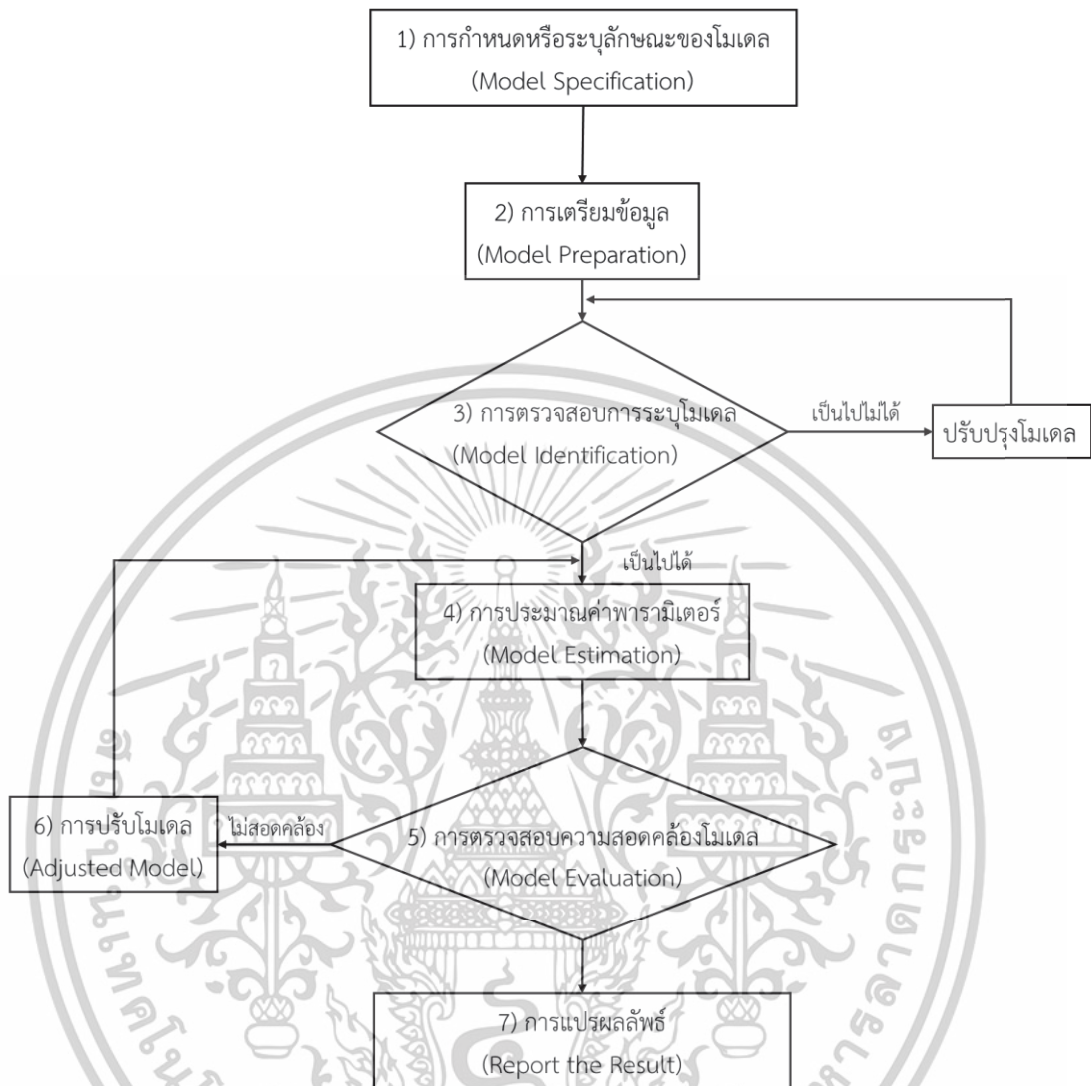 1) การกำหนดหรือระบุลักษณะของโมเดล
(Model Specification)
2) การเตรียมข้อมูล
(Model Preparation)
3) การตรวจสอบการระบุโมเดล
(Model Identification)
เป็นไปไม่ได้
ปรับปรุงโมเดล
เป็นไปได้
4) การประมาณค่าพารามิเตอร์
(Model Estimation)
5) การตรวจสอบความสอดคล้องโมเดล
(Model Evaluation)
ไม่สอดคล้อง
6) การปรับโมเดล
(Adjusted Model)
7) การแปรผลลัพธ์
(Report the Result)